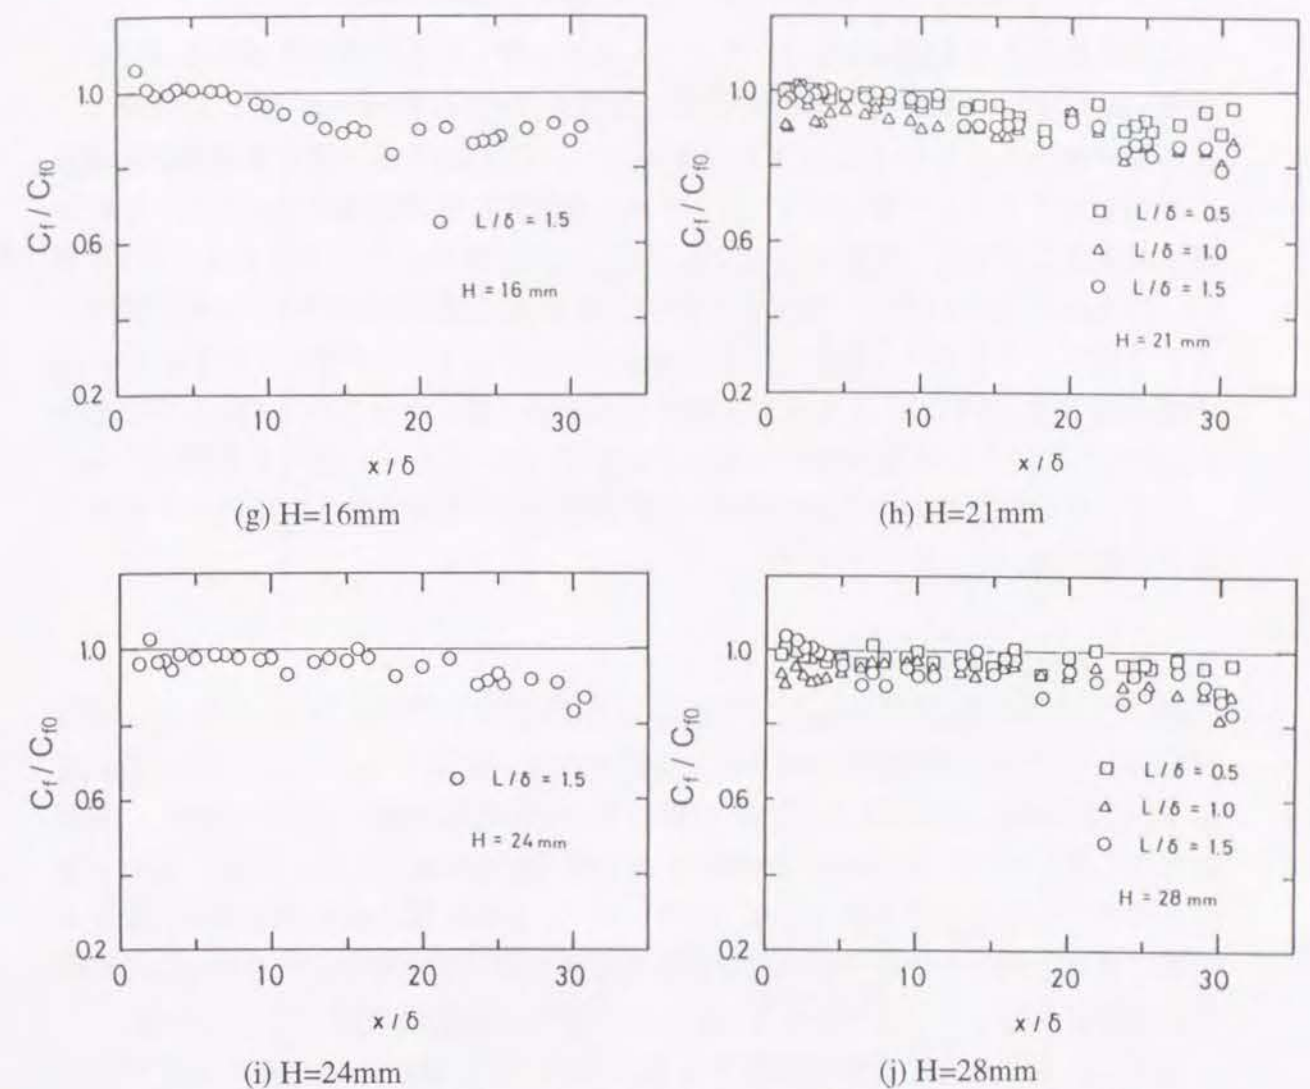 1.0
0.6
0.2
C_f / C_f0
○ L/δ = 1.5
H = 16 mm
0 10 20 30
x / δ
(g) H=16mm
1.0
0.6
0.2
C_f / C_f0
□ L/δ = 0.5
△ L/δ = 1.0
○ L/δ = 1.5
H = 21 mm
0 10 20 30
x / δ
(h) H=21mm
1.0
0.6
0.2
C_f / C_f0
○ L/δ = 1.5
H = 24 mm
0 10 20 30
x / δ
(i) H=24mm
1.0
0.6
0.2
C_f / C_f0
□ L/δ = 0.5
△ L/δ = 1.0
○ L/δ = 1.5
H = 28 mm
0 10 20 30
x / δ
(j) H=28mm